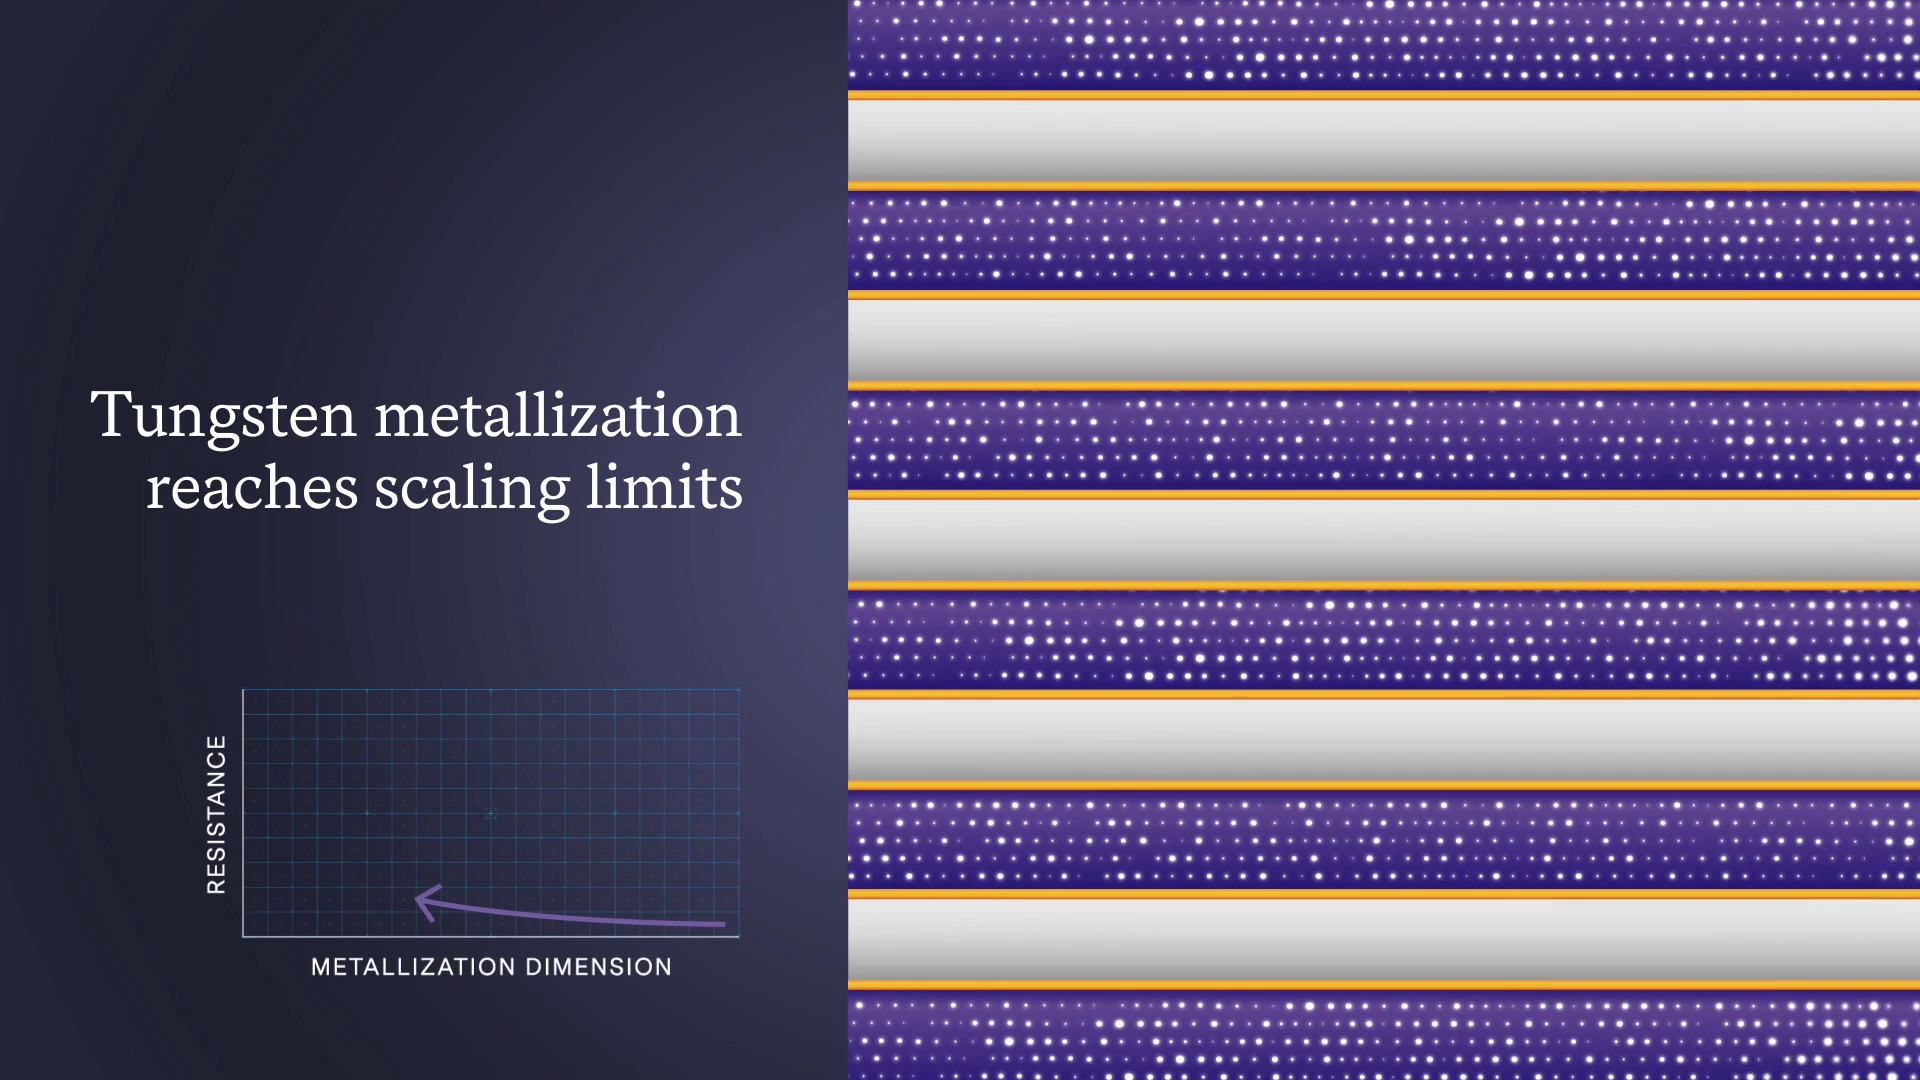 Tungsten metallization
reaches scaling limits
RESISTANCE
METALLIZATION DIMENSION